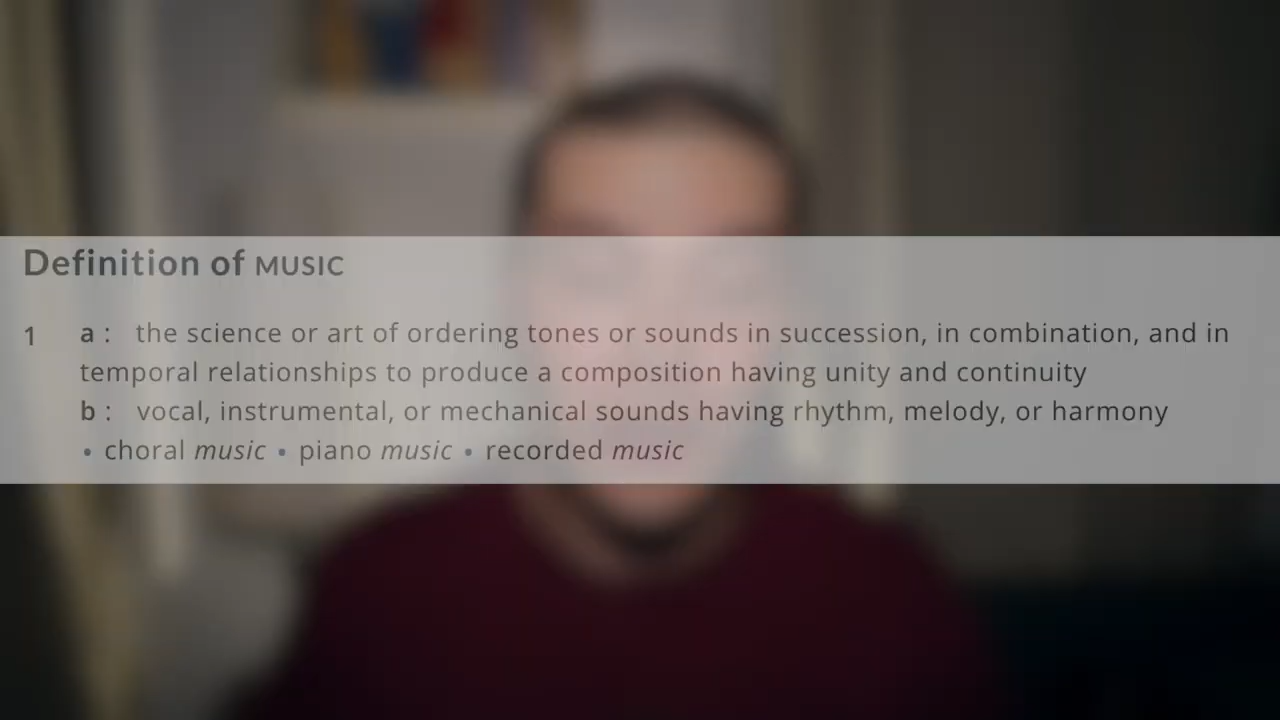 Definition of MUSIC
1 a : the science or art of ordering tones or sounds in succession, in combination, and in
temporal relationships to produce a composition having unity and continuity
b : vocal, instrumental, or mechanical sounds having rhythm, melody, or harmony
• choral music • piano music • recorded music